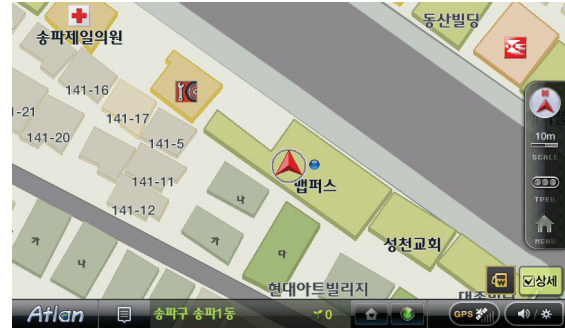 동산빌딩
송파제일의원
141-16
-21
141-17
141-20
141-5
10m
SCALE
141-11
맵퍼스
TPEG
141-12
나
가
가
나
다
성천교회
MENU
현대아트빌리지
상세
Atlan
송파구 송파1동
0
GPS